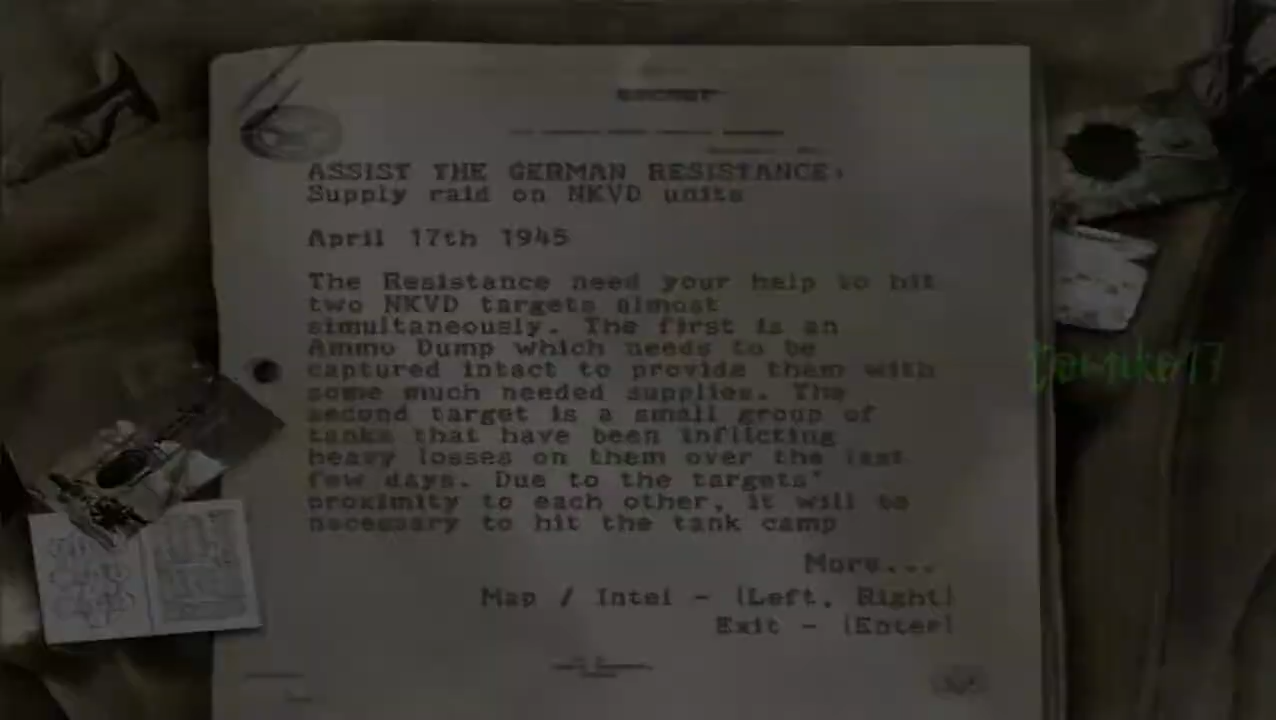 SECRET
ASSIST THE GERMAN RESISTANCE:
Supply raid on NKVD units
April 17th 1945
The Resistance need your help to hit
two NKVD targets almost
simultaneously. The first is an
Ammo Dump which needs to be
captured intact to provide them with
some much needed supplies. The
second target is a small group of
tanks that have been inflicting
heavy losses on them over the last
few days. Due to the targets'
proximity to each other, it will be
necessary to hit the tank camp
More...
Map / Intel - (Left, Right)
Exit - (Enter)